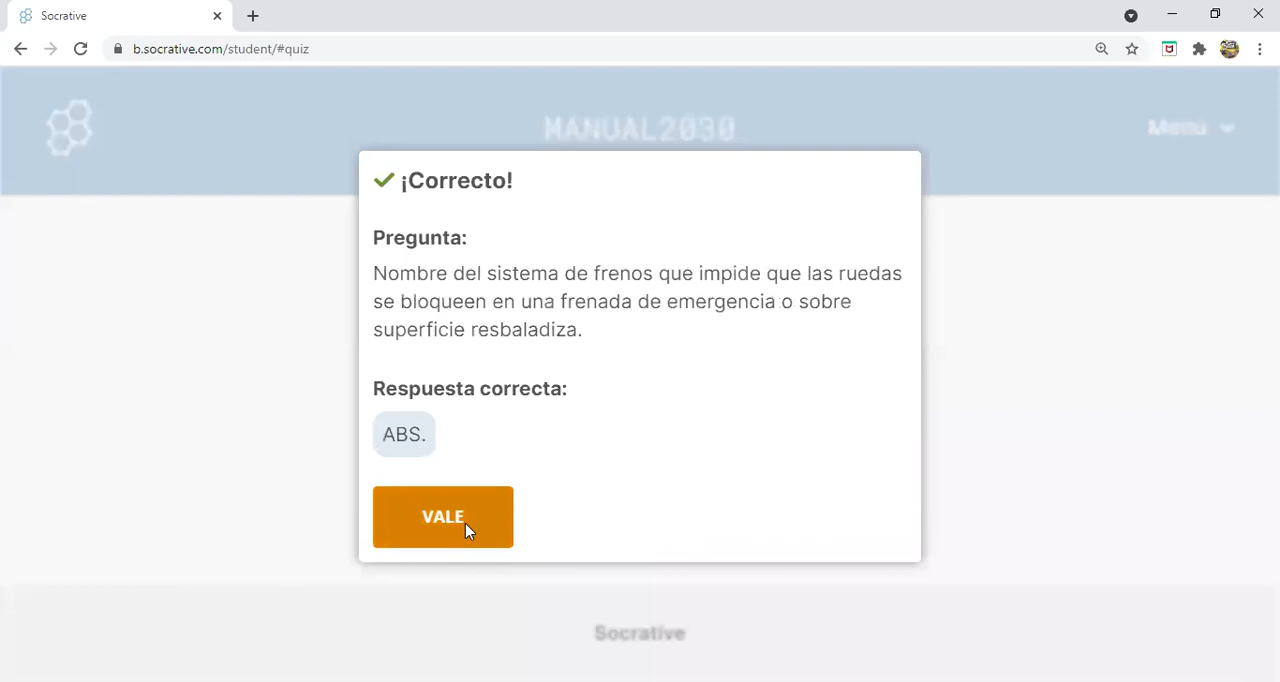 Socrative
b.socrative.com/student/#quiz
MANUAL2030
Menú
¡Correcto!
Pregunta:
Nombre del sistema de frenos que impide que las ruedas
se bloqueen en una frenada de emergencia o sobre
superficie resbaladiza.
Respuesta correcta:
ABS.
VALE
Socrative